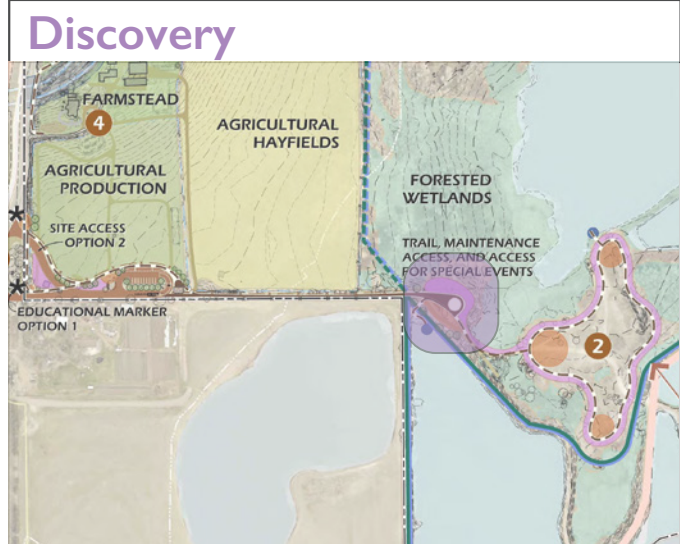 Discovery
FARMSTEAD
4
AGRICULTURAL
HAYFIELDS
AGRICULTURAL
PRODUCTION
FORESTED
WETLANDS
SITE ACCESS
OPTION 2
TRAIL, MAINTENANCE
ACCESS, AND ACCESS
FOR SPECIAL EVENTS
EDUCATIONAL MARKER
OPTION 1
2